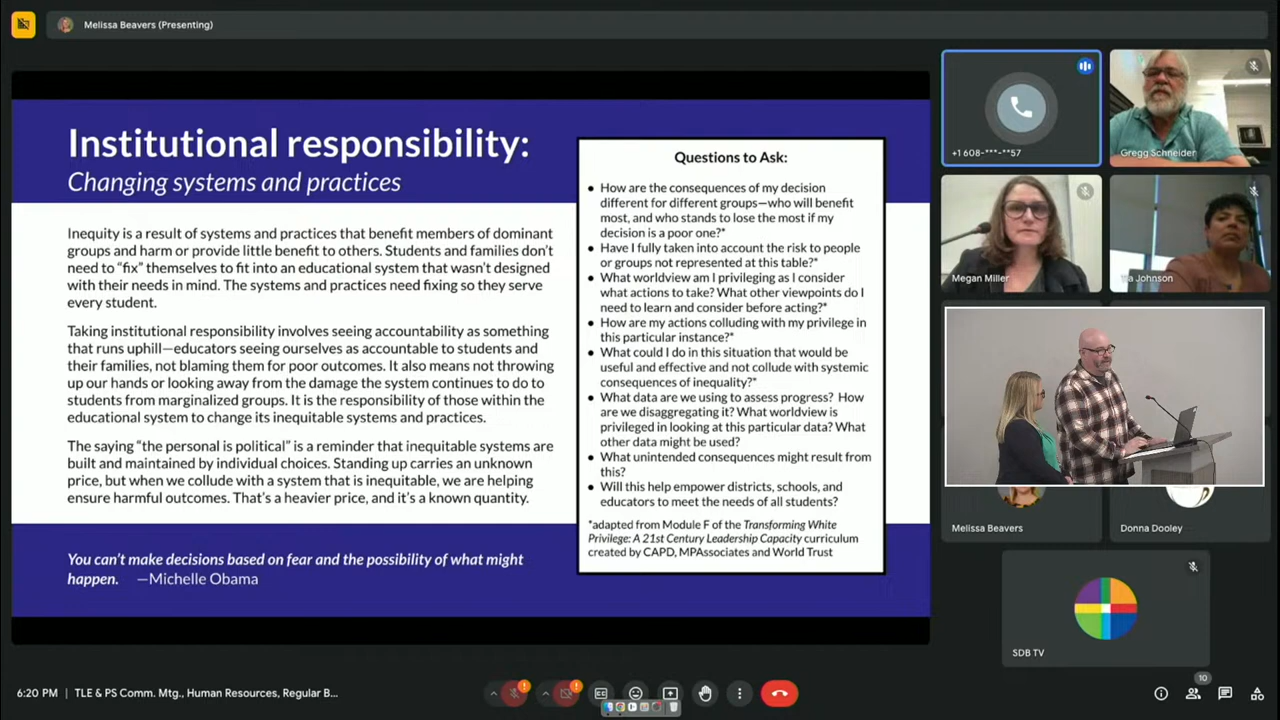 Melissa Beavers (Presenting)
Institutional responsibility:
Changing systems and practices
Inequity is a result of systems and practices that benefit members of dominant
groups and harm or provide little benefit to others. Students and families don't
need to “fix” themselves to fit into an educational system that wasn't designed
with their needs in mind. The systems and practices need fixing so they serve
every student.
Taking institutional responsibility involves seeing accountability as something
that runs uphill—educators seeing ourselves as accountable to students and
their families, not blaming them for poor outcomes. It also means not throwing
up our hands or looking away from the damage the system continues to do to
students from marginalized groups. It is the responsibility of those within the
educational system to change its inequitable systems and practices.
The saying “the personal is political” is a reminder that inequitable systems are
built and maintained by individual choices. Standing up carries an unknown
price, but when we collude with a system that is inequitable, we are helping
ensure harmful outcomes. That's a heavier price, and it's a known quantity.
You can't make decisions based on fear and the possibility of what might
happen. —Michelle Obama
Questions to Ask:
• How are the consequences of my decision
different for different groups—who will benefit
most, and who stands to lose the most if my
decision is a poor one?*
• Have I fully taken into account the risk to people
or groups not represented at this table?*
• What worldview am I privileging as I consider
what actions to take? What other viewpoints do I
need to learn and consider before acting?*
• How are my actions colluding with my privilege in
this particular instance?*
• What could I do in this situation that would be
useful and effective and not collude with systemic
consequences of inequality?*
• What data are we using to assess progress? How
are we disaggregating it? What worldview is
privileged in looking at this particular data? What
other data might be used?
• What unintended consequences might result from
this?
• Will this help empower districts, schools, and
educators to meet the needs of all students?
*adapted from Module F of the Transforming White
Privilege: A 21st Century Leadership Capacity curriculum
created by CAPD, MPAssociates and World Trust
+1 608-***-**57
Gregg Schneider
Megan Miller
Johnson
Melissa Beavers
Donna Dooley
SDB TV
6:20 PM | TLE & PS Comm. Mtg., Human Resources, Regular B...
CC
10